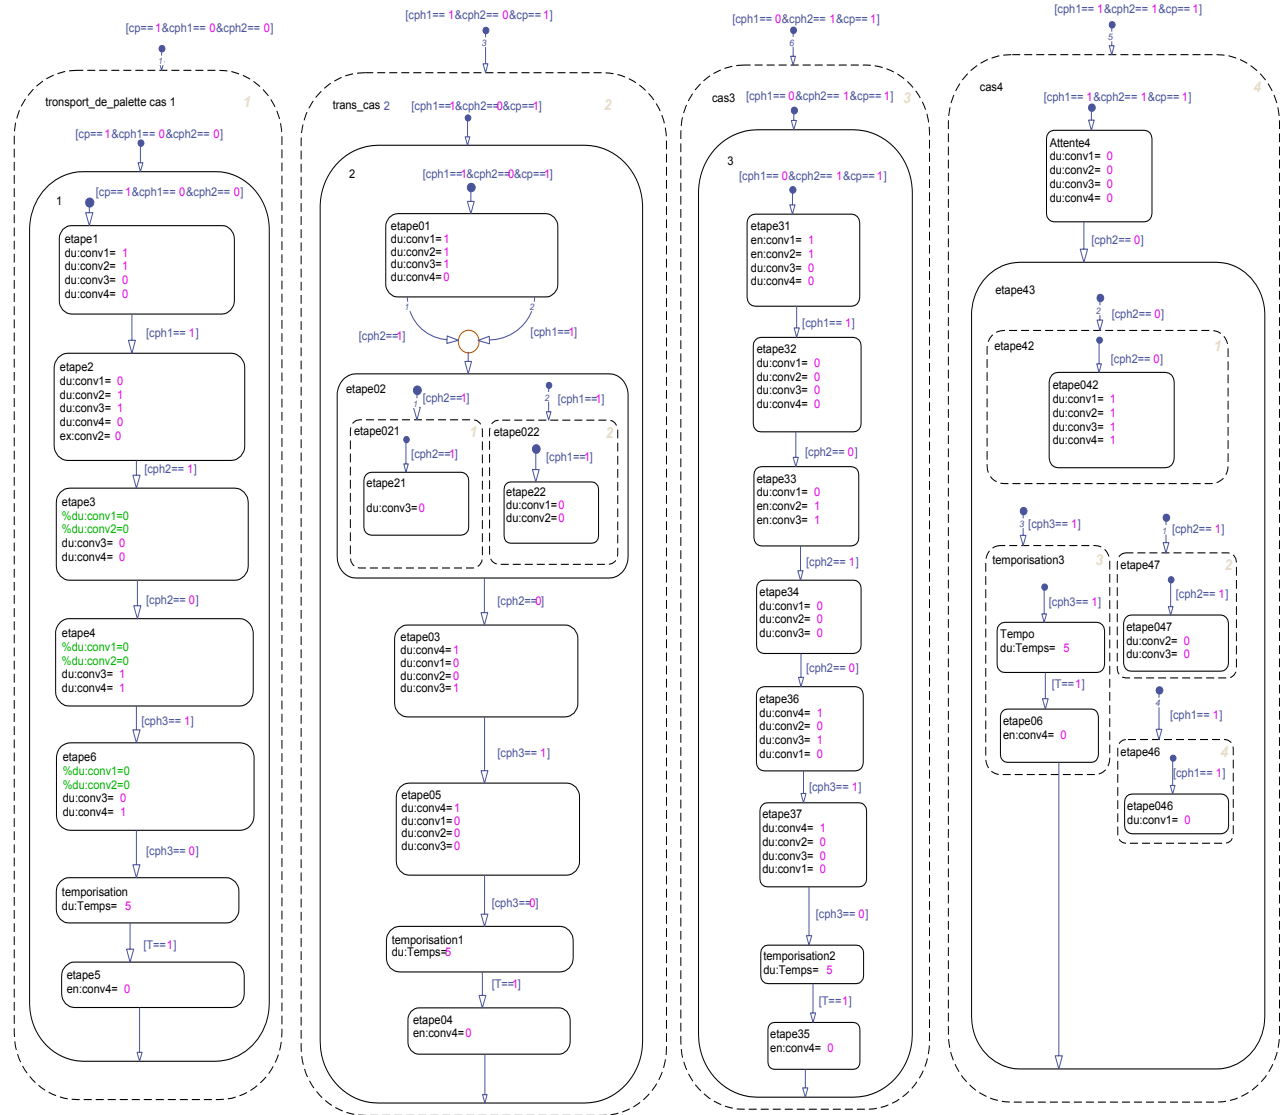 [cp== 1&cph1== 0&cph2== 0]
1
tronsport_de_palette cas 1
1
[cp== 1&cph1== 0&cph2== 0]
1
[cp== 1&cph1== 0&cph2== 0]
etape1
du:conv1= 1
du:conv2= 1
du:conv3= 0
du:conv4= 0
[cph1== 1]
etape2
du:conv1= 0
du:conv2= 1
du:conv3= 1
du:conv4= 0
ex:conv2= 0
[cph2== 1]
etape3
%du:conv1=0
%du:conv2=0
du:conv3= 0
du:conv4= 0
[cph2== 0]
etape4
%du:conv1=0
%du:conv2=0
du:conv3= 1
du:conv4= 1
[cph3== 1]
etape6
%du:conv1=0
%du:conv2=0
du:conv3= 0
du:conv4= 1
[cph3== 0]
temporisation
du:Temps= 5
[T==1]
etape5
en:conv4= 0
[cph1== 1&cph2== 0&cp== 1]
3
trans_cas 2
2
[cph1==1&cph2==0&cp==1]
2
[cph1==1&cph2==0&cp==1]
etape01
du:conv1=1
du:conv2=1
du:conv3=1
du:conv4=0
1
2
[cph2==1]
[cph1==1]
etape02
1
[cph2==1]
2
[cph1==1]
etape021
1
[cph2==1]
etape21
du:conv3=0
etape022
2
[cph1==1]
etape22
du:conv1=0
du:conv2=0
[cph2==0]
etape03
du:conv4=1
du:conv1=0
du:conv2=0
du:conv3=1
[cph3== 1]
etape05
du:conv4=1
du:conv1=0
du:conv2=0
du:conv3=0
[cph3==0]
temporisation1
du:Temps=5
[T==1]
etape04
en:conv4=0
[cph1== 0&cph2== 1&cp== 1]
6
cas3
[cph1== 0&cph2== 1&cp== 1]
3
3
[cph1== 0&cph2== 1&cp== 1]
etape31
en:conv1= 1
en:conv2= 1
du:conv3= 0
du:conv4= 0
[cph1== 1]
etape32
du:conv1= 0
du:conv2= 0
du:conv3= 0
du:conv4= 0
[cph2== 0]
etape33
du:conv1= 0
en:conv2= 1
en:conv3= 1
[cph2== 1]
etape34
du:conv1= 0
du:conv2= 0
du:conv3= 0
[cph2== 0]
etape36
du:conv4= 1
du:conv2= 0
du:conv3= 1
du:conv1= 0
[cph3== 1]
etape37
du:conv4= 1
du:conv2= 0
du:conv3= 0
du:conv1= 0
[cph3== 0]
temporisation2
du:Temps= 5
[T==1]
etape35
en:conv4= 0
[cph1== 1&cph2== 1&cp== 1]
5
cas4
4
[cph1== 1&cph2== 1&cp== 1]
Attente4
du:conv1= 0
du:conv2= 0
du:conv3= 0
du:conv4= 0
[cph2== 0]
etape43
2
[cph2== 0]
etape42
1
[cph2== 0]
etape042
du:conv1= 1
du:conv2= 1
du:conv3= 1
du:conv4= 1
3
[cph3== 1]
temporisation3
3
[cph3== 1]
Tempo
du:Temps= 5
[T==1]
etape06
en:conv4= 0
1
[cph2== 1]
etape47
2
[cph2== 1]
etape047
du:conv2= 0
du:conv3= 0
4
[cph1== 1]
etape46
4
[cph1== 1]
etape046
du:conv1= 0